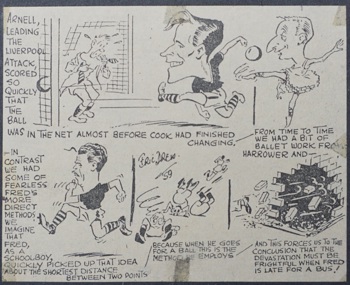 ARNELL,
LEADING
THE
LIVERPOOL
ATTACK,
SCORED
SO
QUICKLY
THAT
THE
BALL
WAS IN THE NET ALMOST BEFORE COOK HAD FINISHED
CHANGING.
FROM TIME TO TIME
WE HAD A BIT OF
BALLET WORK FROM
HARROWER AND—
IN
CONTRAST
WE HAD
SOME OF
FEARLESS
FRED'S
MORE
DIRECT
METHODS
WE
IMAGINE
THAT
FRED,
AS A
SCHOOLBOY,
QUICKLY PICKED UP THAT IDEA
ABOUT THE SHORTEST DISTANCE
BETWEEN TWO POINTS
BECAUSE WHEN HE GOES
FOR A BALL THIS IS THE
METHOD HE EMPLOYS
AND THIS FORCES US TO THE
CONCLUSION THAT THE
DEVASTATION MUST BE
FRIGHTFUL WHEN FRED
IS LATE FOR A BUS!